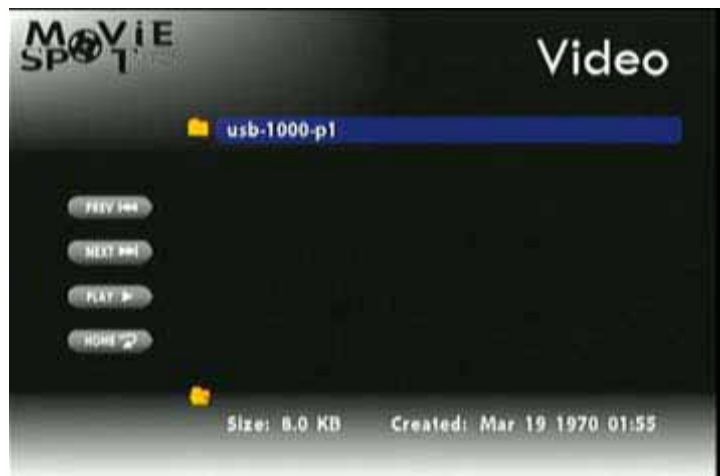 MOViE
SPOT
Video
usb-1000-p1
PREV
NEXT
PLAY
HOME
Size: 8.0 KB Created: Mar 19 1970 01:55